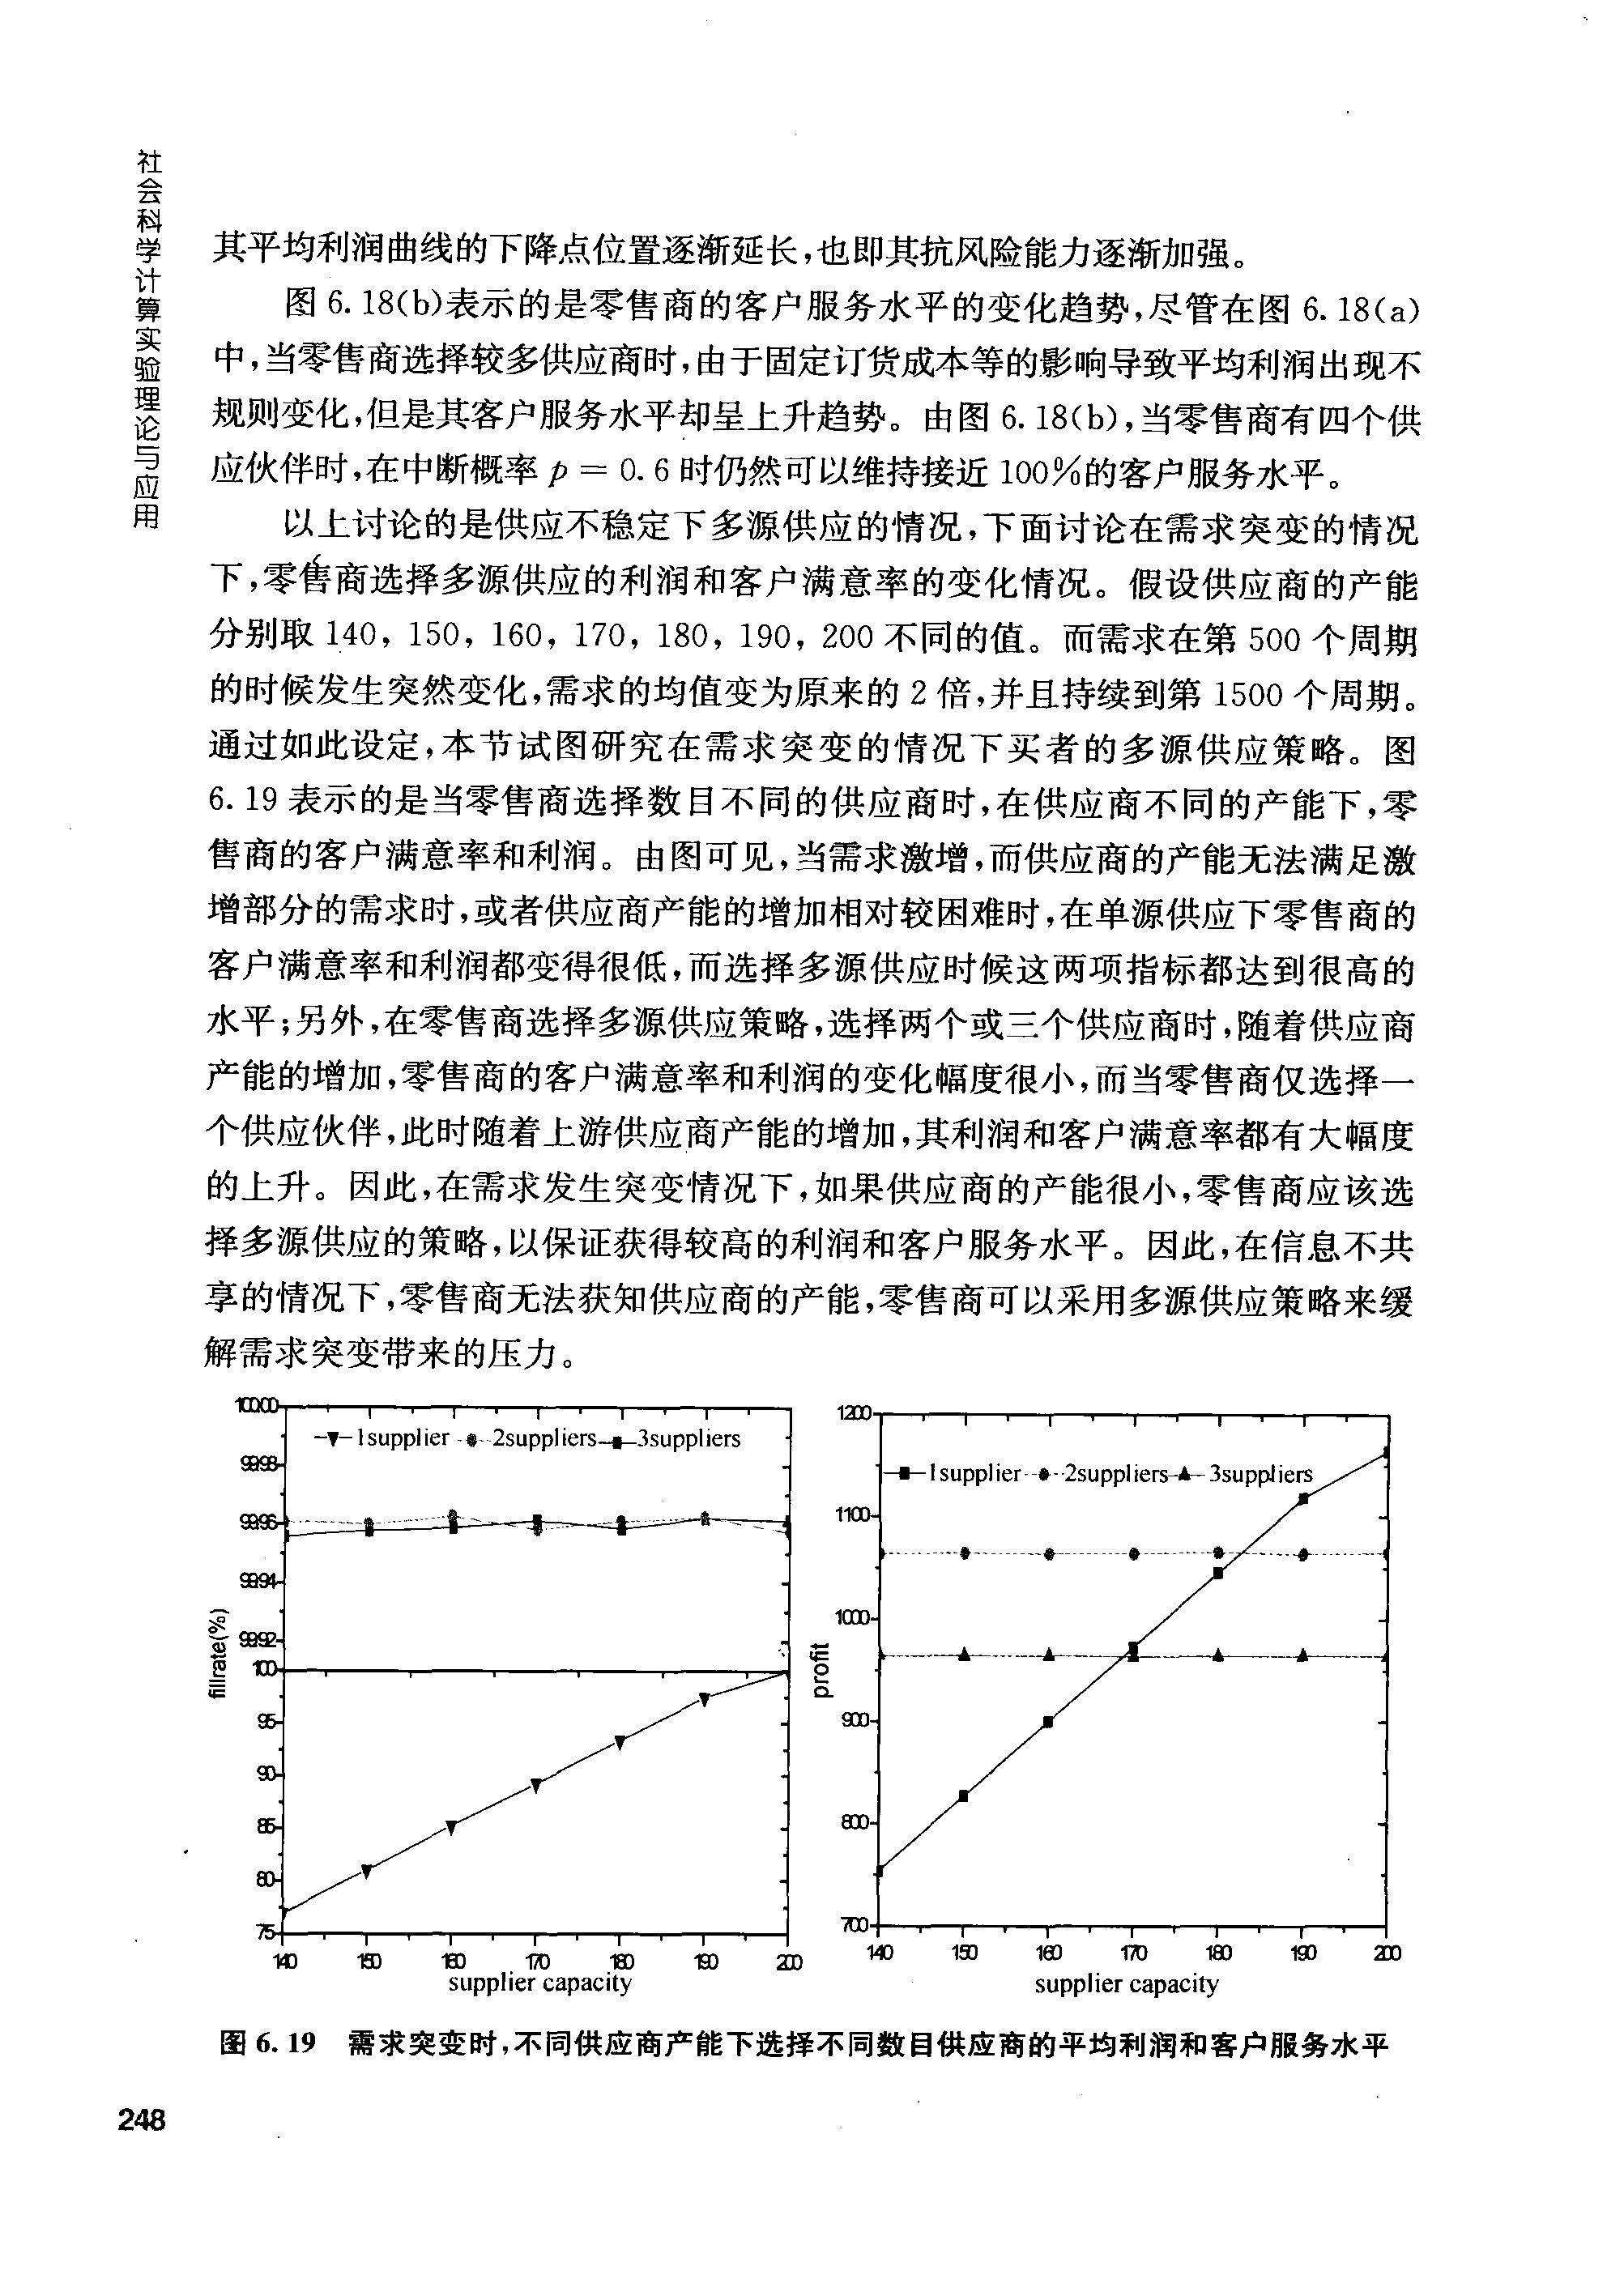 社会科学计算实验理论与应用
其平均利润曲线的下降点位置逐渐延长,也即其抗风险能力逐渐加强。
图 6.18(b)表示的是零售商的客户服务水平的变化趋势,尽管在图 6.18(a)
中,当零售商选择较多供应商时,由于固定订货成本等的影响导致平均利润出现不
规则变化,但是其客户服务水平却呈上升趋势。由图 6.18(b),当零售商有四个供
应伙伴时,在中断概率 p = 0.6 时仍然可以维持接近 100%的客户服务水平。
以上讨论的是供应不稳定下多源供应的情况,下面讨论在需求突变的情况
下,零售商选择多源供应的利润和客户满意率的变化情况。假设供应商的产能
分别取 140, 150, 160, 170, 180, 190, 200 不同的值。而需求在第 500 个周期
的时候发生突然变化,需求的均值变为原来的 2 倍,并且持续到第 1500 个周期。
通过如此设定,本节试图研究在需求突变的情况下买者的多源供应策略。图
6.19 表示的是当零售商选择数目不同的供应商时,在供应商不同的产能下,零
售商的客户满意率和利润。由图可见,当需求激增,而供应商的产能无法满足激
增部分的需求时,或者供应商产能的增加相对较困难时,在单源供应下零售商的
客户满意率和利润都变得很低,而选择多源供应时候这两项指标都达到很高的
水平;另外,在零售商选择多源供应策略,选择两个或三个供应商时,随着供应商
产能的增加,零售商的客户满意率和利润的变化幅度很小,而当零售商仅选择一
个供应伙伴,此时随着上游供应商产能的增加,其利润和客户满意率都有大幅度
的上升。因此,在需求发生突变情况下,如果供应商的产能很小,零售商应该选
择多源供应的策略,以保证获得较高的利润和客户服务水平。因此,在信息不共
享的情况下,零售商无法获知供应商的产能,零售商可以采用多源供应策略来缓
解需求突变带来的压力。
100.00
1supplier 2suppliers 3suppliers
99.98
99.96
99.94
99.92
100
95
90
85
80
75
fillrate(%)
140 150 160 170 180 190 200
supplier capacity
1200
1supplier 2suppliers 3suppliers
1100
1000
900
800
700
profit
140 150 160 170 180 190 200
supplier capacity
图 6.19 需求突变时,不同供应商产能下选择不同数目供应商的平均利润和客户服务水平
248